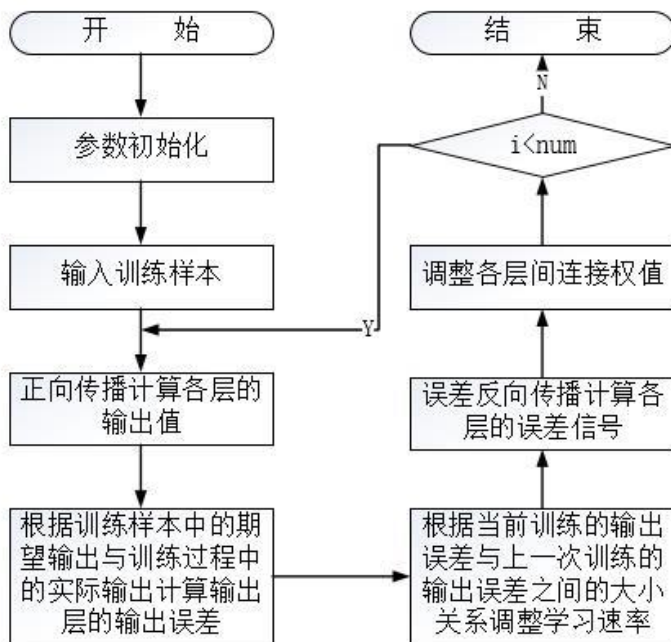 开 始
参数初始化
输入训练样本
正向传播计算各层的
输出值
根据训练样本中的期
望输出与训练过程中
的实际输出计算输出
层的输出误差
根据当前训练的输出
误差与上一次训练的
输出误差之间的大小
关系调整学习速率
误差反向传播计算各
层的误差信号
调整各层间连接权值
i<num
Y
N
结 束